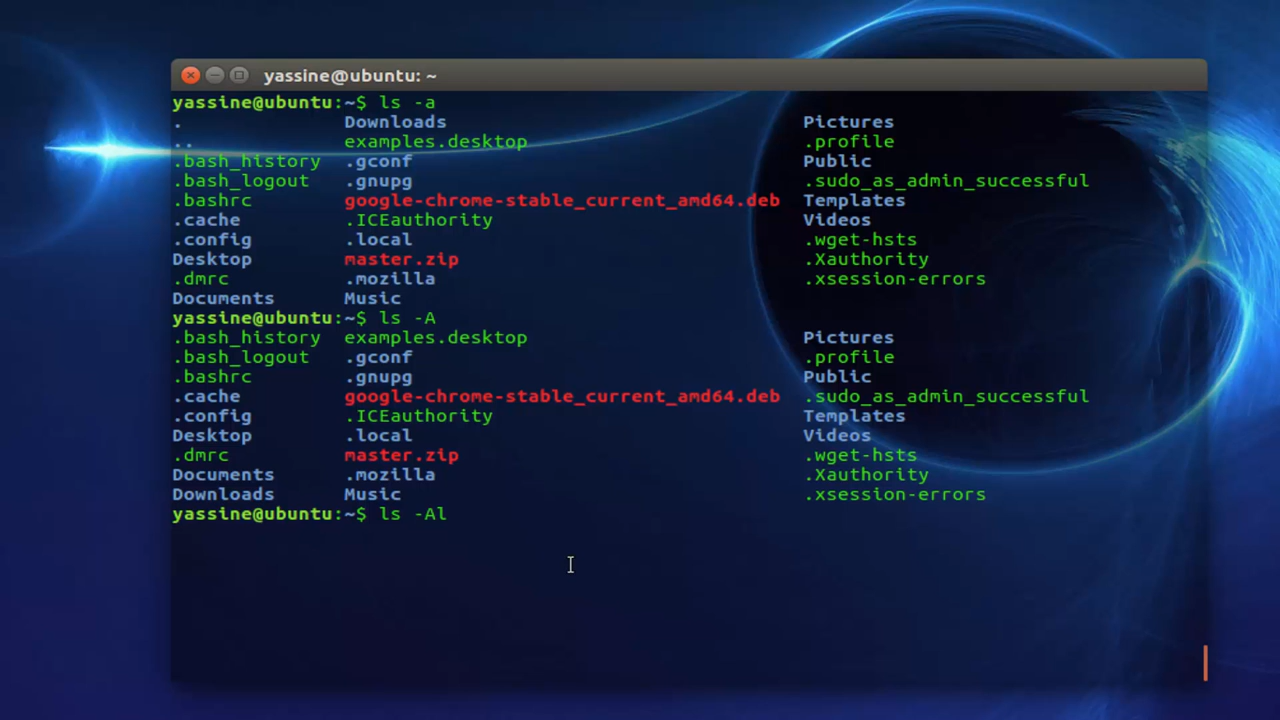 yassine@ubuntu: ~
yassine@ubuntu:~$ ls -a
. Downloads Pictures
.. examples.desktop .profile
.bash_history .gconf Public
.bash_logout .gnupg .sudo_as_admin_successful
.bashrc google-chrome-stable_current_amd64.deb Templates
.cache .ICEauthority Videos
.config .local .wget-hsts
Desktop master.zip .Xauthority
.dmrc .mozilla .xsession-errors
Documents Music
yassine@ubuntu:~$ ls -A
.bash_history examples.desktop Pictures
.bash_logout .gconf .profile
.bashrc .gnupg Public
.cache google-chrome-stable_current_amd64.deb .sudo_as_admin_successful
.config .ICEauthority Templates
Desktop .local Videos
.dmrc master.zip .wget-hsts
Documents .mozilla .Xauthority
Downloads Music .xsession-errors
yassine@ubuntu:~$ ls -Al